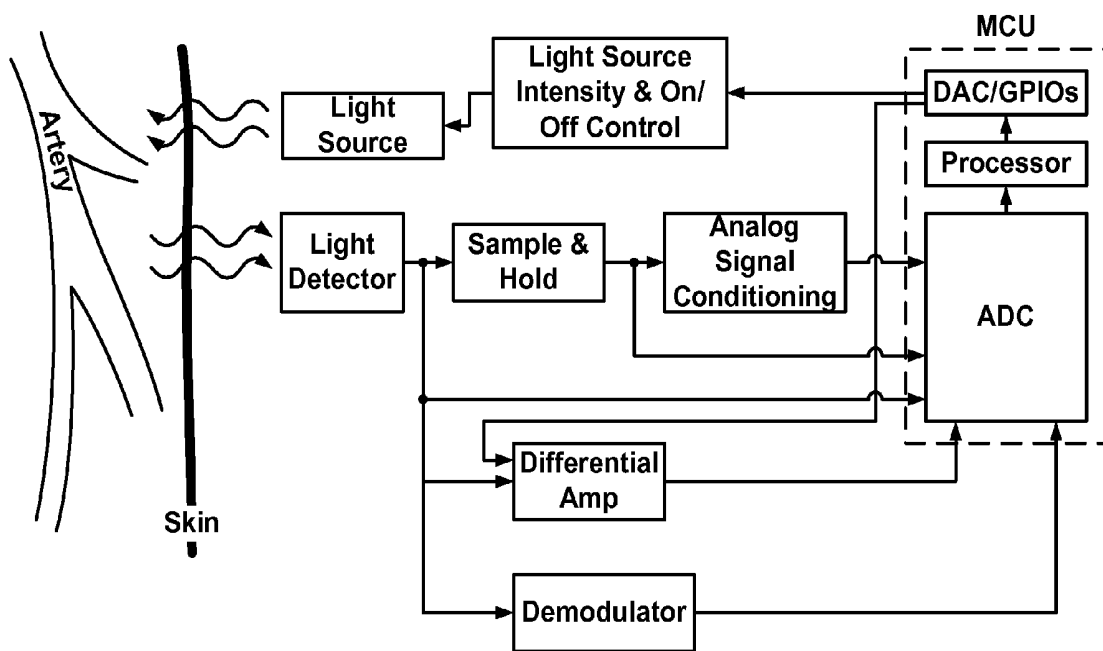 MCU
Light Source
Intensity & On/
Off Control
DAC/GPIOs
Light
Source
Processor
Artery
Light
Detector
Sample &
Hold
Analog
Signal
Conditioning
ADC
Differential
Amp
Skin
Demodulator